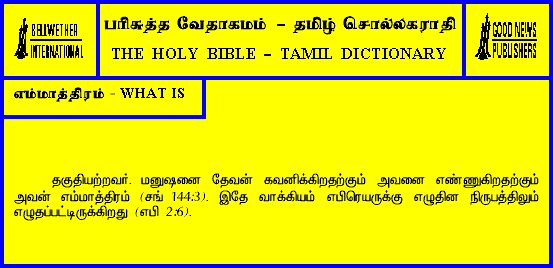 BELLWETHER
INTERNATIONAL
பரிசுத்த வேதாகமம் – தமிழ் சொல்லகராதி
THE HOLY BIBLE – TAMIL DICTIONARY
GOOD NEWS
PUBLISHERS
எம்மாத்திரம் - WHAT IS
தகுதியற்றவர். மனுஷனை தேவன் கவனிக்கிறதற்கும் அவனை எண்ணுகிறதற்கும்
அவன் எம்மாத்திரம் (சங் 144:3). இதே வாக்கியம் எபிரெயருக்கு எழுதின நிருபத்திலும்
எழுதப்பட்டிருக்கிறது (எபி 2:6).